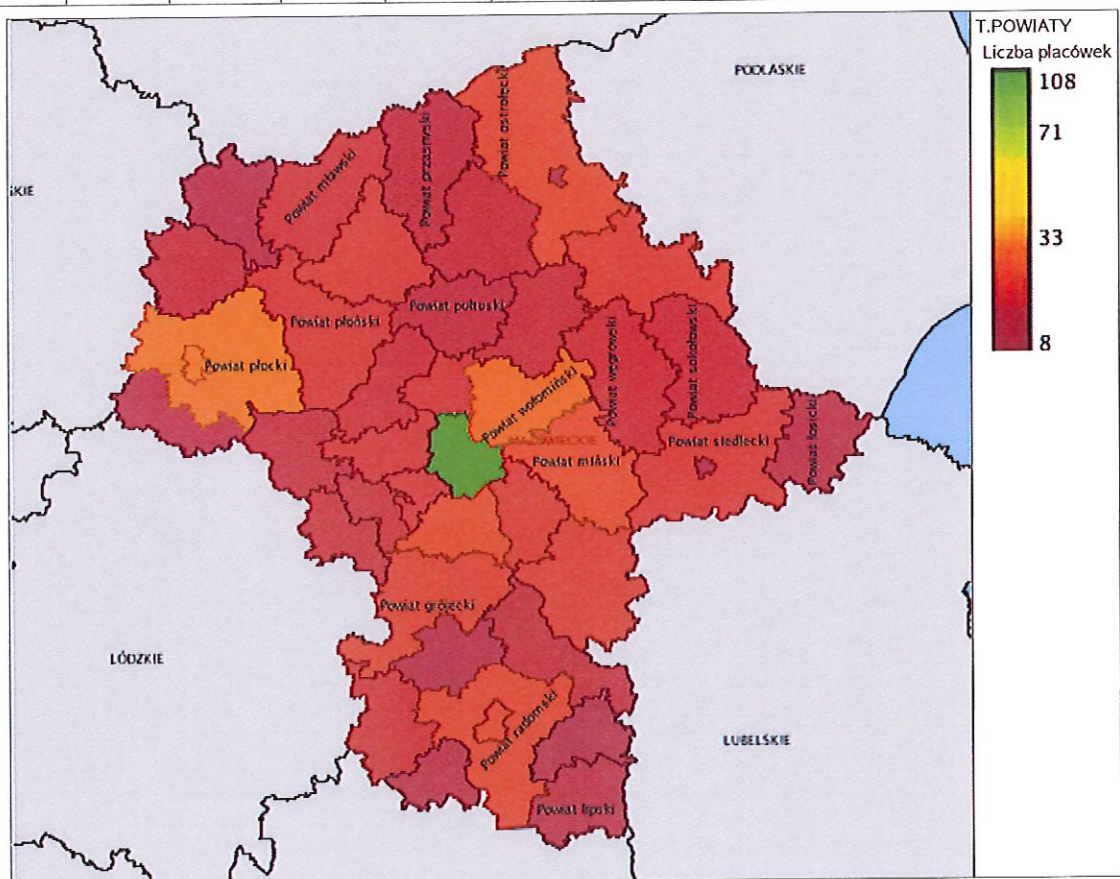 T.POWIATY
Liczba placówek
108
71
33
8
PODLASKIE
Powiat ostrołęcki
Powiat przasnyski
Powiat mławski
KIE
Powiat pułtuski
Powiat płoński
Powiat węgrowski
Powiat sokołowski
Powiat płocki
Powiat wołomiński
Powiat siedlecki
Powiat łosicki
Powiat miński
Powiat grójecki
ŁÓDZKIE
Powiat radomski
LUBELSKIE
Powiat lipski